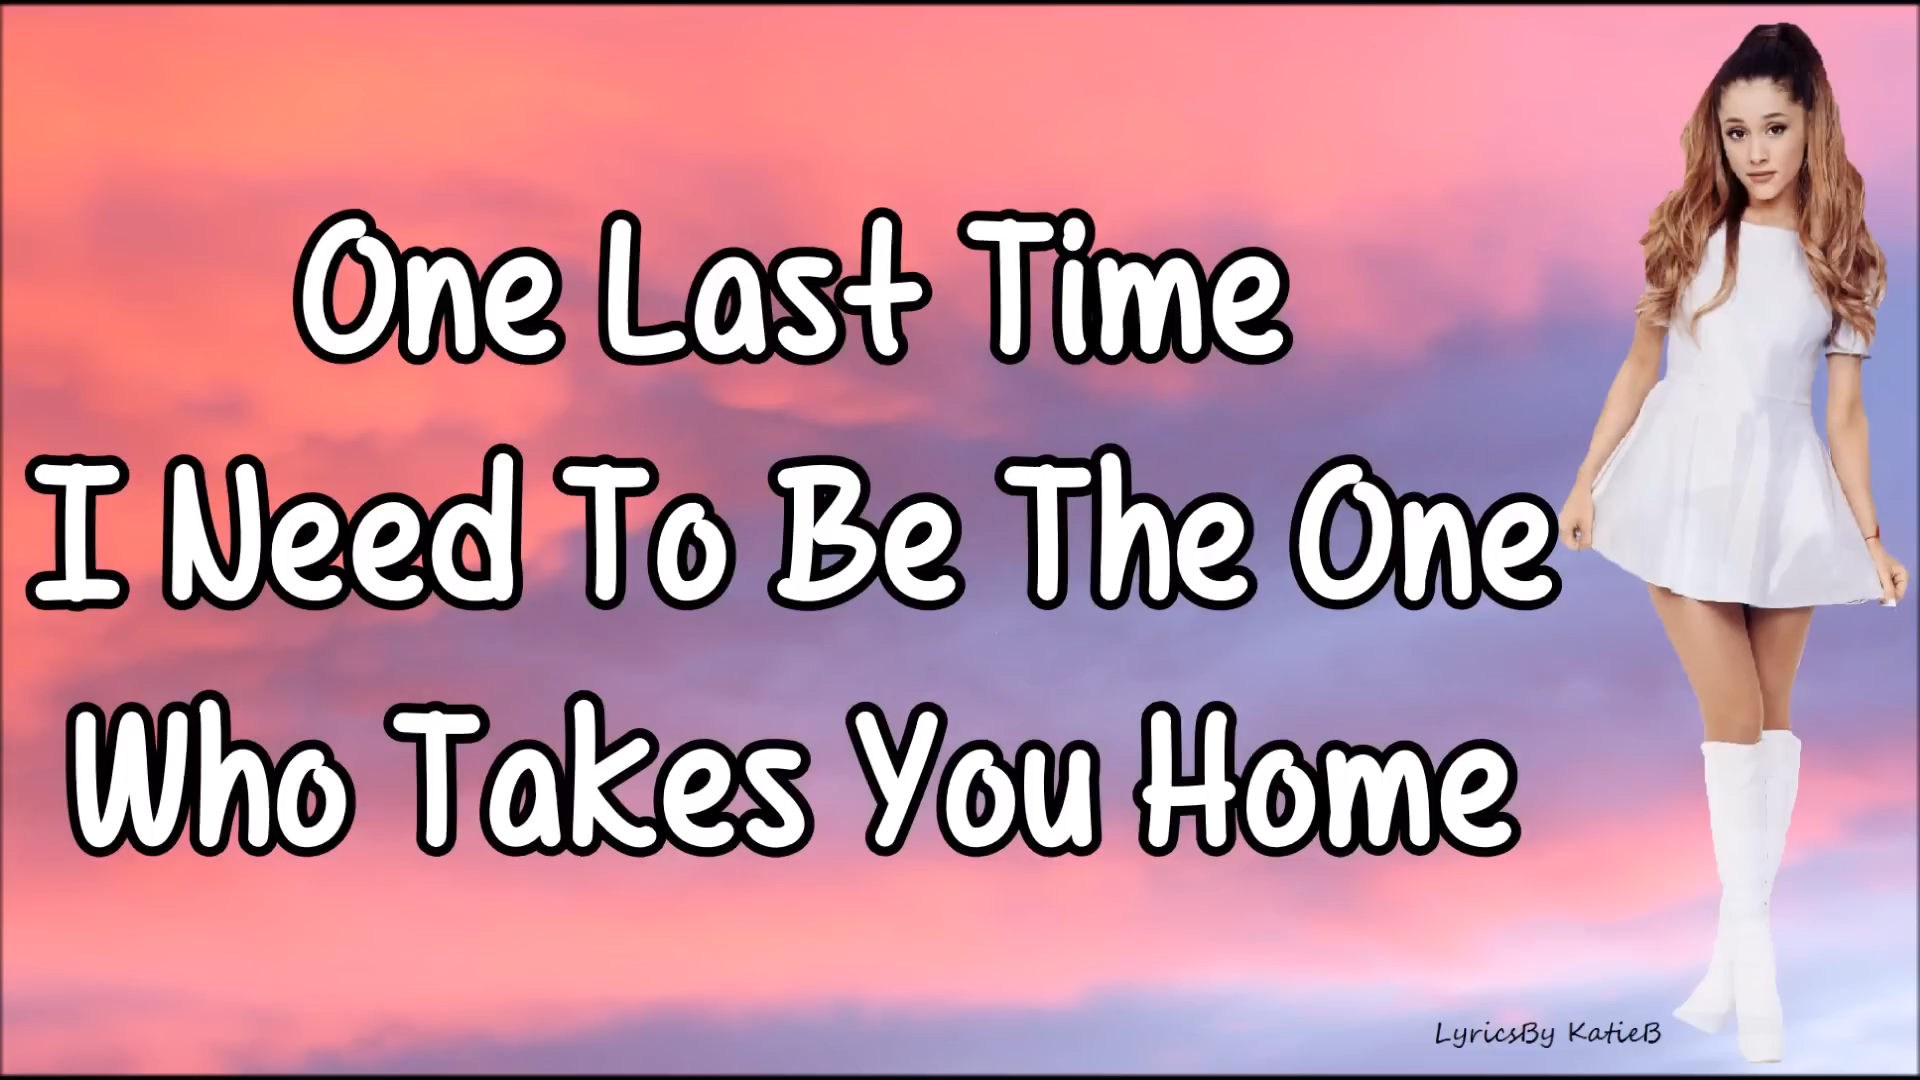 One Last Time
I Need To Be The One
Who Takes You Home
LyricsBy KatieB